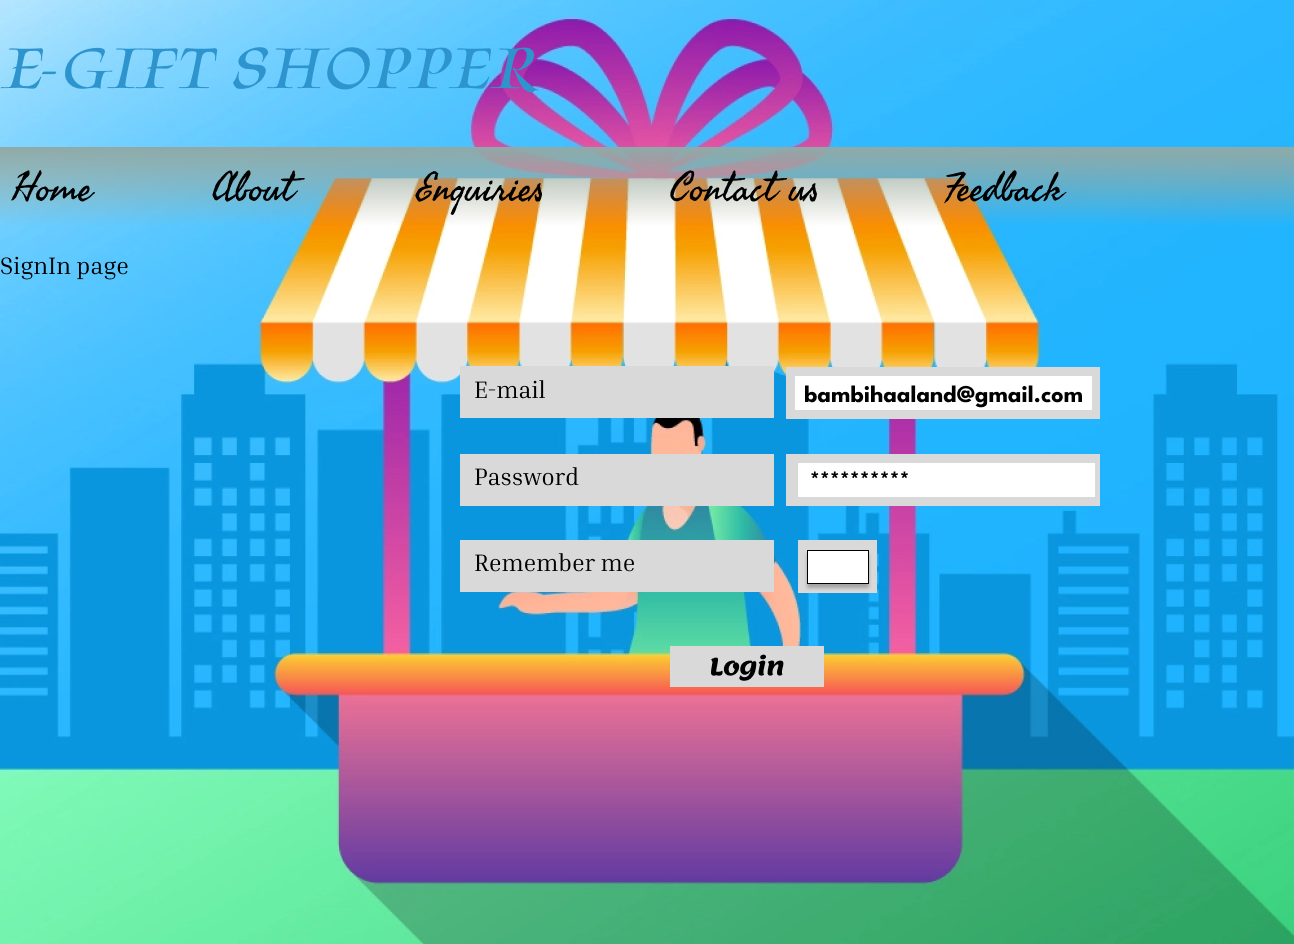 E-GIFT SHOPPER
Home About Enquiries Contact us Feedback
SignIn page
E-mail bambihaaland@gmail.com
Password **********
Remember me
Login